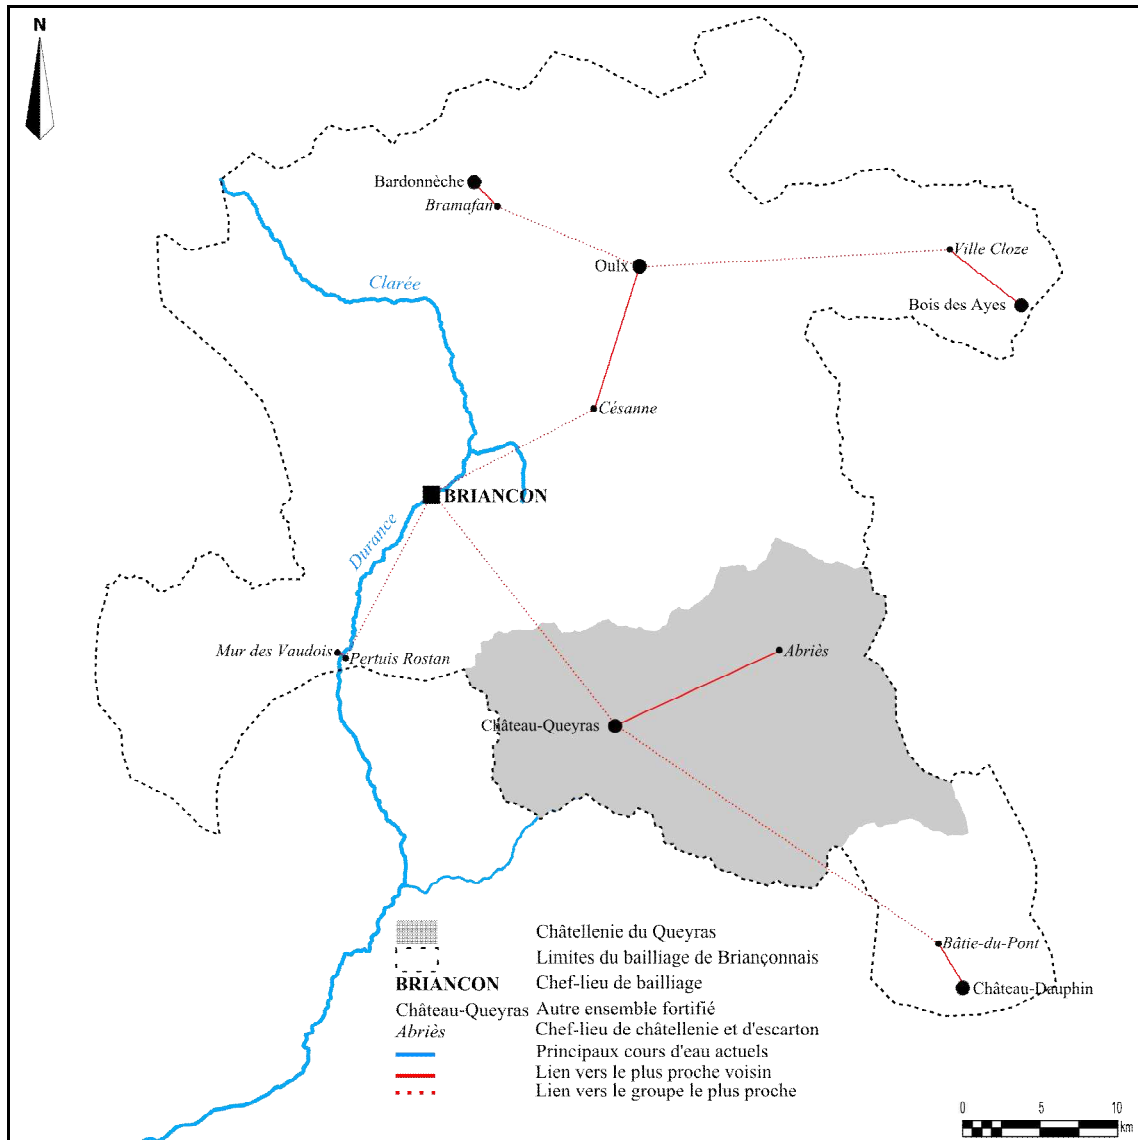 N
Bardonnèche
Bramafan
Ville Cloze
Oulx
Clarée
Bois des Ayes
Césanne
BRIANCON
Durance
Mur des Vaudois
Pertuis Rostan
Abriès
Château-Queyras
Bâtie-du-Pont
Château-Dauphin
Châtellenie du Queyras
Limites du bailliage de Briançonnais
BRIANCON Chef-lieu de bailliage
Château-Queyras Autre ensemble fortifié
Abriès Chef-lieu de châtellenie et d'escarton
Principaux cours d'eau actuels
Lien vers le plus proche voisin
Lien vers le groupe le plus proche
0 5 10
km